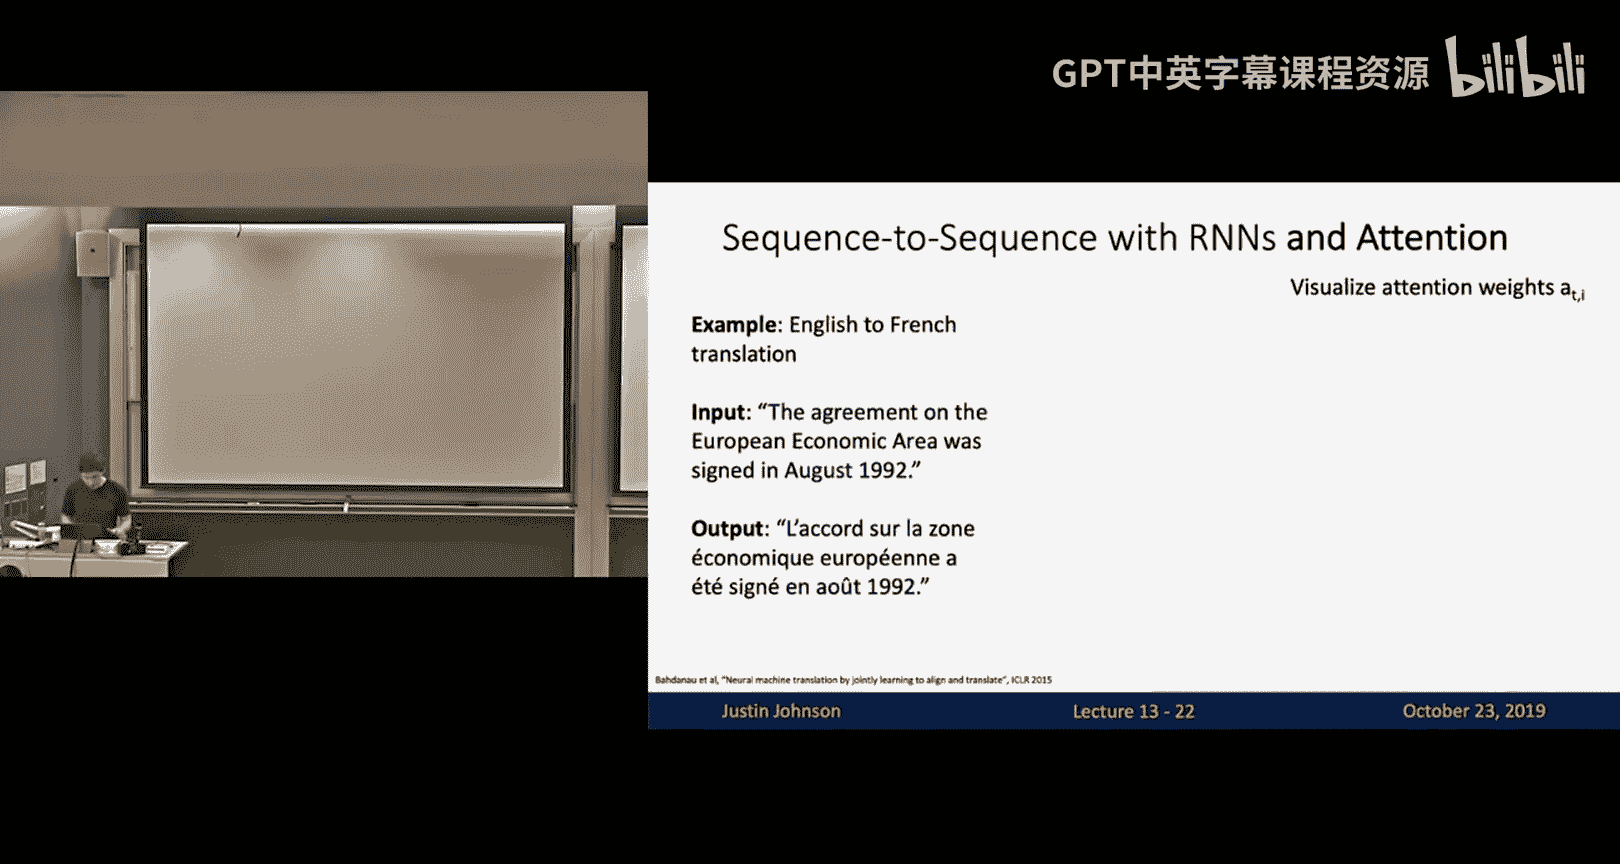 GPT中英字幕课程资源 bilibili
Sequence-to-Sequence with RNNs and Attention
Visualize attention weights a_t,i
Example: English to French
translation
Input: “The agreement on the
European Economic Area was
signed in August 1992.”
Output: “L’accord sur la zone
économique européenne a
été signé en août 1992.”
Bahdanau et al, “Neural machine translation by jointly learning to align and translate”, ICLR 2015
Justin Johnson
Lecture 13 - 22
October 23, 2019